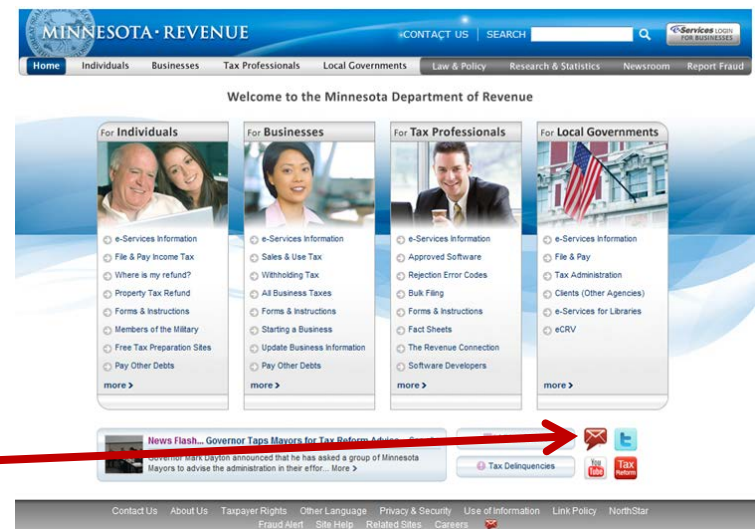 MINNESOTA·REVENUE
CONTACT US | SEARCH
e-Services LOGIN
FOR BUSINESSES
Home Individuals Businesses Tax Professionals Local Governments Law & Policy Research & Statistics Newsroom Report Fraud
Welcome to the Minnesota Department of Revenue
For Individuals
e-Services Information
File & Pay Income Tax
Where is my refund?
Property Tax Refund
Forms & Instructions
Members of the Military
Free Tax Preparation Sites
Pay Other Debts
more >
For Businesses
e-Services Information
Sales & Use Tax
Withholding Tax
All Business Taxes
Forms & Instructions
Starting a Business
Update Business Information
Pay Other Debts
more >
For Tax Professionals
e-Services Information
Approved Software
Rejection Error Codes
Bulk Filing
Forms & Instructions
Fact Sheets
The Revenue Connection
Software Developers
more >
For Local Governments
e-Services Information
File & Pay
Tax Administration
Clients (Other Agencies)
e-Services for Libraries
eCRV
more >
News Flash... Governor Taps Mayors for Tax Reform
Governor Mark Dayton announced that he has asked a group of Minnesota
Mayors to advise the administration in their effor... More >
Tax Delinquencies
You Tube
Tax Reform
Contact Us About Us Taxpayer Rights Other Language Privacy & Security Use of Information Link Policy NorthStar
Fraud Alert Site Help Related Sites Careers